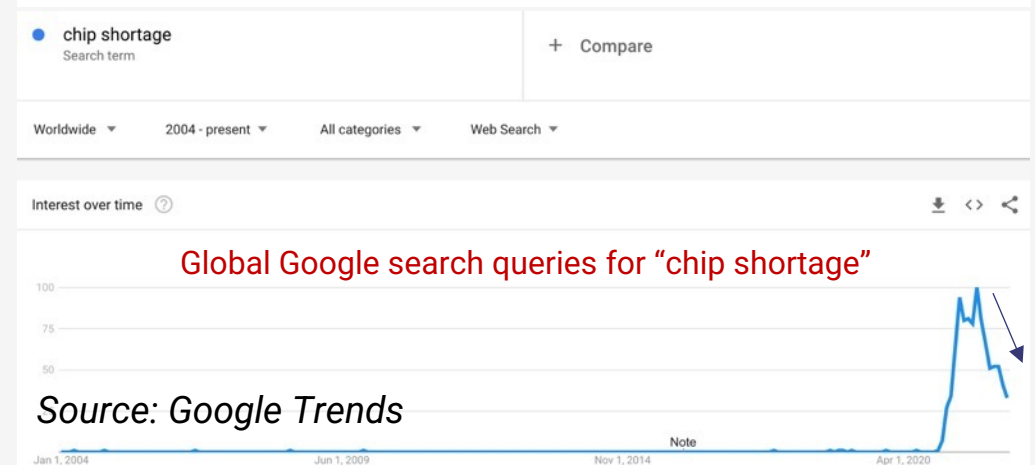 chip shortage
Search term
+ Compare
Worldwide
2004 - present
All categories
Web Search
Interest over time ?
Global Google search queries for “chip shortage”
100
75
50
Source: Google Trends
Note
Jan 1, 2004
Jun 1, 2009
Nov 1, 2014
Apr 1, 2020